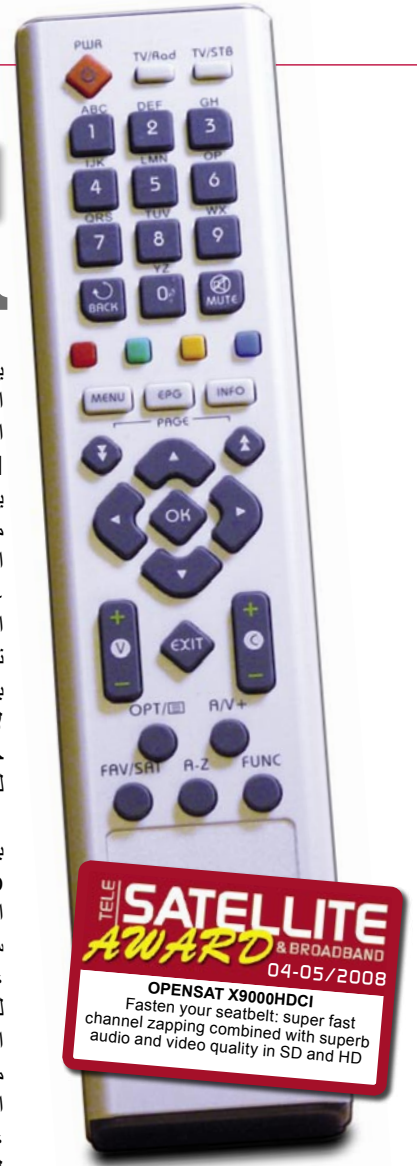 PWR TV/Rad TV/STB
ABC DEF GH
1 2 3
IJK LMN OP
4 5 6
QRS TUV WX
7 8 9
YZ
BACK 0 MUTE
MENU EPG INFO
PAGE
OK
+ +
V EXIT C
- -
OPT/ A/V+
FAV/SAT A-Z FUNC
TELE
SATELLITE
AWARD & BROADBAND
04-05/2008
OPENSAT X9000HDCI
Fasten your seatbelt: super fast
channel zapping combined with superb
audio and video quality in SD and HD